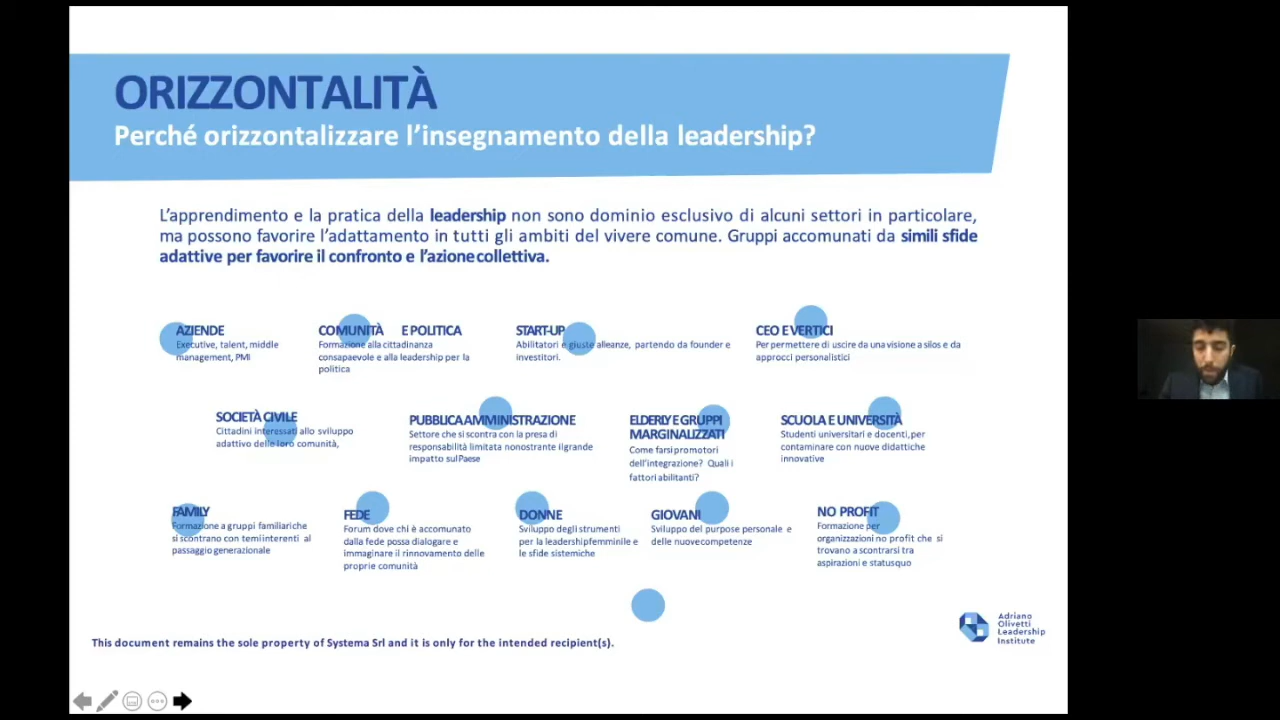 ORIZZONTALITÀ
Perché orizzontalizzare l'insegnamento della leadership?
L'apprendimento e la pratica della leadership non sono dominio esclusivo di alcuni settori in particolare,
ma possono favorire l'adattamento in tutti gli ambiti del vivere comune. Gruppi accomunati da simili sfide
adattive per favorire il confronto e l'azione collettiva.
AZIENDE
Executive, talent, middle
management, PMI
COMUNITÀ E POLITICA
Formazione alla cittadinanza
consapaevole e alla leadership per la
politica
START-UP
Abilitatori e giuste alleanze, partendo da founder e
investitori.
CEO E VERTICI
Per permettere di uscire da una visione a silos e da
approcci personalistici
SOCIETÀ CIVILE
Cittadini interessati allo sviluppo
adattivo delle loro comunità,
PUBBLICA AMMINISTRAZIONE
Settore che si scontra con la presa di
responsabilità limitata nonostante il grande
impatto sul Paese
ELDERLY E GRUPPI
MARGINALIZZATI
Come farsi promotori
dell'integrazione? Quali i
fattori abilitanti?
SCUOLA E UNIVERSITÀ
Studenti universitari e docenti, per
contaminare con nuove didattiche
innovative
FAMILY
Formazione a gruppi familiari che
si scontrano con temi interenti al
passaggio generazionale
FEDE
Forum dove chi è accomunato
dalla fede possa dialogare e
immaginare il rinnovamento delle
proprie comunità
DONNE
Sviluppo degli strumenti
per la leadership femminile e
le sfide sistemiche
GIOVANI
Sviluppo del purpose personale e
delle nuove competenze
NO PROFIT
Formazione per
organizzazioni no profit che si
trovano a scontrarsi tra
aspirazioni e status quo
This document remains the sole property of Systema Srl and it is only for the intended recipient(s).
Adriano
Olivetti
Leadership
Institute